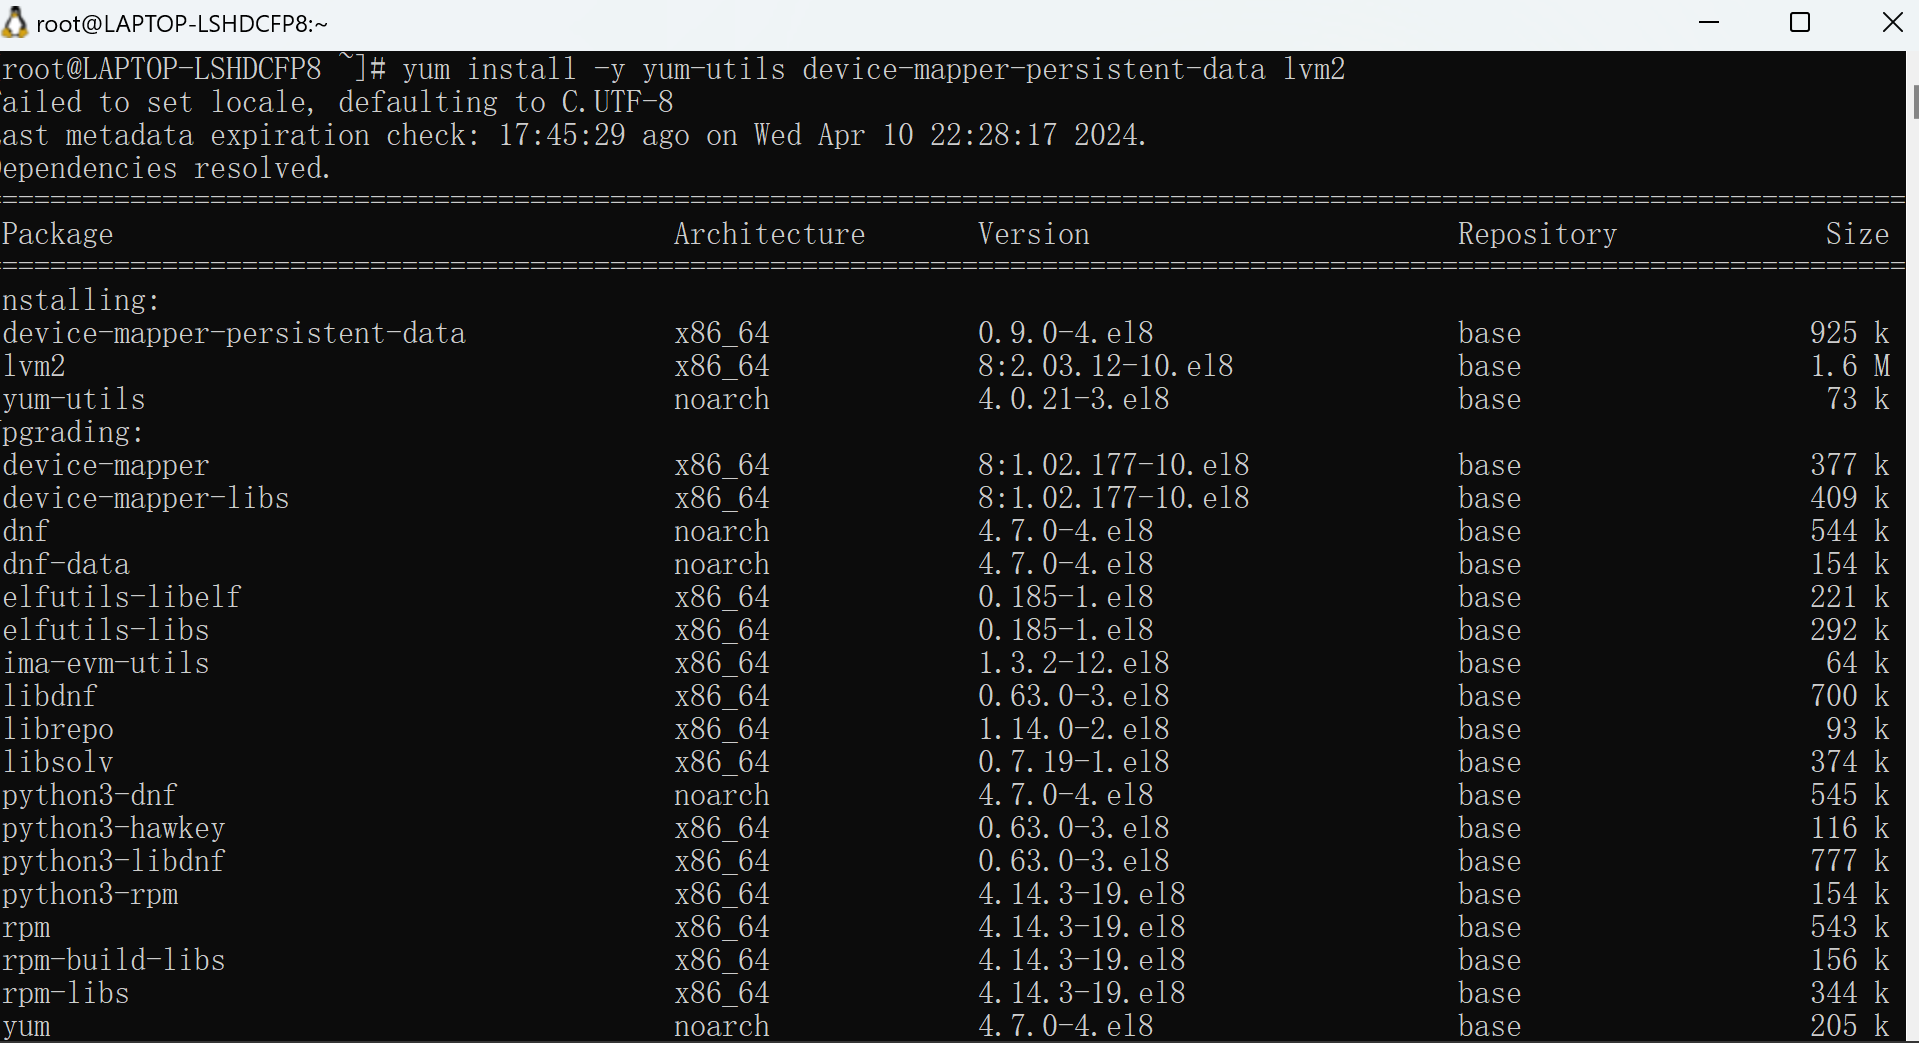 root@LAPTOP-LSHDCFP8:~
root@LAPTOP-LSHDCFP8 ~]# yum install -y yum-utils device-mapper-persistent-data lvm2
ailed to set locale, defaulting to C.UTF-8
ast metadata expiration check: 17:45:29 ago on Wed Apr 10 22:28:17 2024.
ependencies resolved.
Package Architecture Version Repository Size
nstalling:
device-mapper-persistent-data x86_64 0.9.0-4.el8 base 925 k
lvm2 x86_64 8:2.03.12-10.el8 base 1.6 M
yum-utils noarch 4.0.21-3.el8 base 73 k
pgrading:
device-mapper x86_64 8:1.02.177-10.el8 base 377 k
device-mapper-libs x86_64 8:1.02.177-10.el8 base 409 k
dnf noarch 4.7.0-4.el8 base 544 k
dnf-data noarch 4.7.0-4.el8 base 154 k
elfutils-libelf x86_64 0.185-1.el8 base 221 k
elfutils-libs x86_64 0.185-1.el8 base 292 k
ima-evm-utils x86_64 1.3.2-12.el8 base 64 k
libdnf x86_64 0.63.0-3.el8 base 700 k
librepo x86_64 1.14.0-2.el8 base 93 k
libsolv x86_64 0.7.19-1.el8 base 374 k
python3-dnf noarch 4.7.0-4.el8 base 545 k
python3-hawkey x86_64 0.63.0-3.el8 base 116 k
python3-libdnf x86_64 0.63.0-3.el8 base 777 k
python3-rpm x86_64 4.14.3-19.el8 base 154 k
rpm x86_64 4.14.3-19.el8 base 543 k
rpm-build-libs x86_64 4.14.3-19.el8 base 156 k
rpm-libs x86_64 4.14.3-19.el8 base 344 k
yum noarch 4.7.0-4.el8 base 205 k